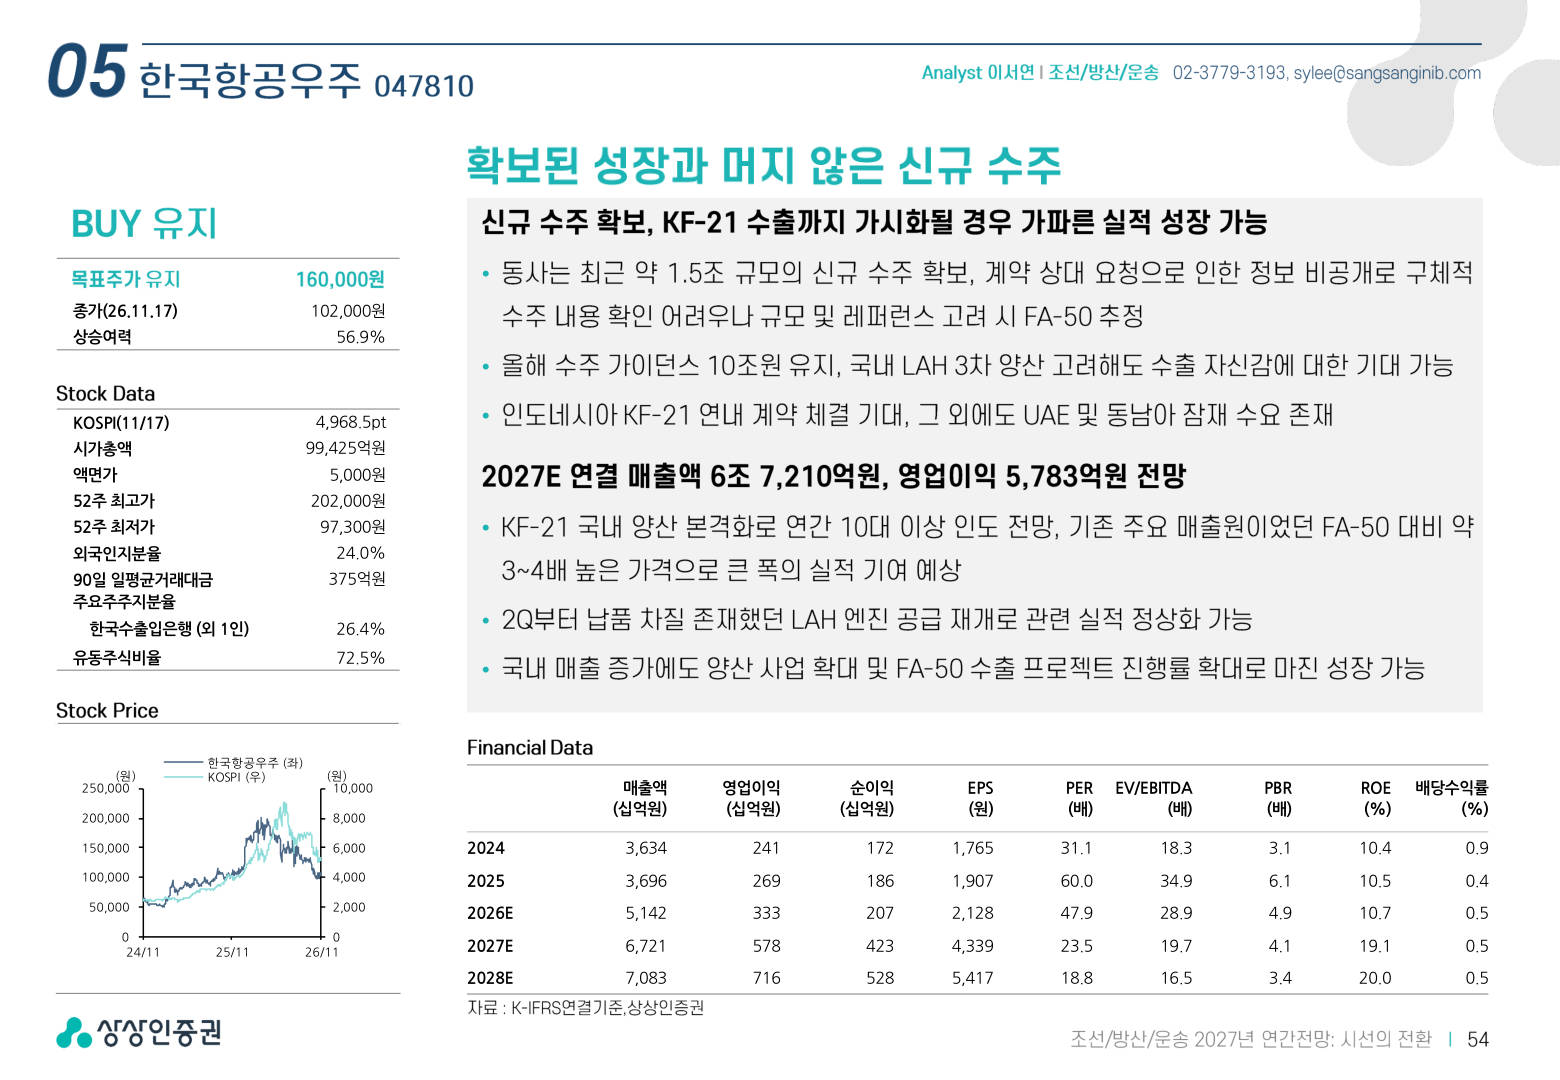 05 한국항공우주 047810
Analyst 이서연 | 조선/방산/운송 02-3779-3193, sylee@sangsanginib.com
확보된 성장과 머지 않은 신규 수주
BUY 유지
목표주가 유지 160,000원
종가(26.11.17) 102,000원
상승여력 56.9%
Stock Data
KOSPI(11/17) 4,968.5pt
시가총액 99,425억원
액면가 5,000원
52주 최고가 202,000원
52주 최저가 97,300원
외국인지분율 24.0%
90일 일평균거래대금 375억원
주요주주지분율
한국수출입은행 (외 1인) 26.4%
유동주식비율 72.5%
Stock Price
한국항공우주 (좌)
KOSPI (우)
(원) (원)
250,000 10,000
200,000 8,000
150,000 6,000
100,000 4,000
50,000 2,000
0 0
24/11 25/11 26/11
신규 수주 확보, KF-21 수출까지 가시화될 경우 가파른 실적 성장 가능
• 동사는 최근 약 1.5조 규모의 신규 수주 확보, 계약 상대 요청으로 인한 정보 비공개로 구체적
수주 내용 확인 어려우나 규모 및 레퍼런스 고려 시 FA-50 추정
• 올해 수주 가이던스 10조원 유지, 국내 LAH 3차 양산 고려해도 수출 자신감에 대한 기대 가능
• 인도네시아 KF-21 연내 계약 체결 기대, 그 외에도 UAE 및 동남아 잠재 수요 존재
2027E 연결 매출액 6조 7,210억원, 영업이익 5,783억원 전망
• KF-21 국내 양산 본격화로 연간 10대 이상 인도 전망, 기존 주요 매출원이었던 FA-50 대비 약
3~4배 높은 가격으로 큰 폭의 실적 기여 예상
• 2Q부터 납품 차질 존재했던 LAH 엔진 공급 재개로 관련 실적 정상화 가능
• 국내 매출 증가에도 양산 사업 확대 및 FA-50 수출 프로젝트 진행률 확대로 마진 성장 가능
Financial Data
매출액 영업이익 순이익 EPS PER EV/EBITDA PBR ROE 배당수익률
(십억원) (십억원) (십억원) (원) (배) (배) (배) (%) (%)
2024 3,634 241 172 1,765 31.1 18.3 3.1 10.4 0.9
2025 3,696 269 186 1,907 60.0 34.9 6.1 10.5 0.4
2026E 5,142 333 207 2,128 47.9 28.9 4.9 10.7 0.5
2027E 6,721 578 423 4,339 23.5 19.7 4.1 19.1 0.5
2028E 7,083 716 528 5,417 18.8 16.5 3.4 20.0 0.5
자료 : K-IFRS연결기준,상상인증권
상상인증권
조선/방산/운송 2027년 연간전망: 시선의 전환 | 54